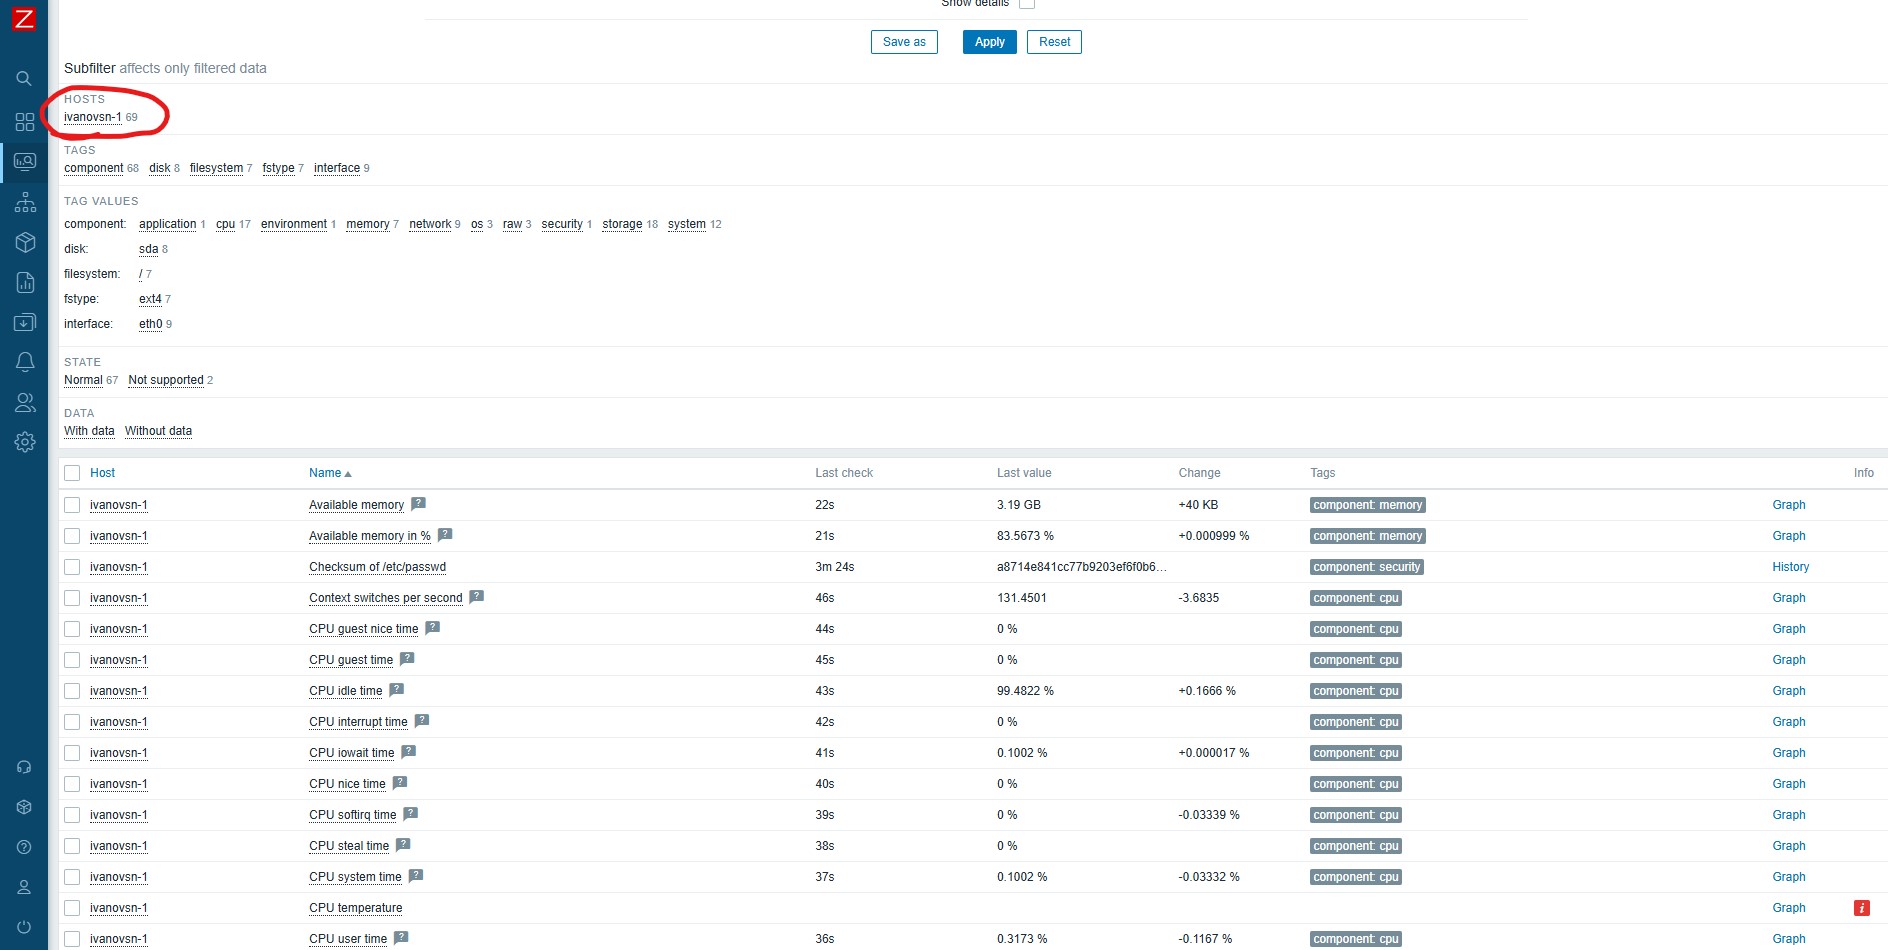 Show details
Z
Save as Apply Reset
Subfilter affects only filtered data
HOSTS
ivanovsn-1 69
TAGS
component 68 disk 8 filesystem 7 fstype 7 interface 9
TAG VALUES
component: application 1 cpu 17 environment 1 memory 7 network 9 os 3 raw 3 security 1 storage 18 system 12
disk: sda 8
filesystem: / 7
fstype: ext4 7
interface: eth0 9
STATE
Normal 67 Not supported 2
DATA
With data Without data
Host Name Last check Last value Change Tags Info
ivanovsn-1 Available memory ? 22s 3.19 GB +40 KB component: memory Graph
ivanovsn-1 Available memory in % ? 21s 83.5673 % +0.000999 % component: memory Graph
ivanovsn-1 Checksum of /etc/passwd 3m 24s a8714e841cc77b9203ef6f0b6... component: security History
ivanovsn-1 Context switches per second ? 46s 131.4501 -3.6835 component: cpu Graph
ivanovsn-1 CPU guest nice time ? 44s 0 % component: cpu Graph
ivanovsn-1 CPU guest time ? 45s 0 % component: cpu Graph
ivanovsn-1 CPU idle time ? 43s 99.4822 % +0.1666 % component: cpu Graph
ivanovsn-1 CPU interrupt time ? 42s 0 % component: cpu Graph
ivanovsn-1 CPU iowait time ? 41s 0.1002 % +0.000017 % component: cpu Graph
ivanovsn-1 CPU nice time ? 40s 0 % component: cpu Graph
ivanovsn-1 CPU softirq time ? 39s 0 % -0.03339 % component: cpu Graph
ivanovsn-1 CPU steal time ? 38s 0 % component: cpu Graph
ivanovsn-1 CPU system time ? 37s 0.1002 % -0.03332 % component: cpu Graph
ivanovsn-1 CPU temperature Graph i
ivanovsn-1 CPU user time ? 36s 0.3173 % -0.1167 % component: cpu Graph